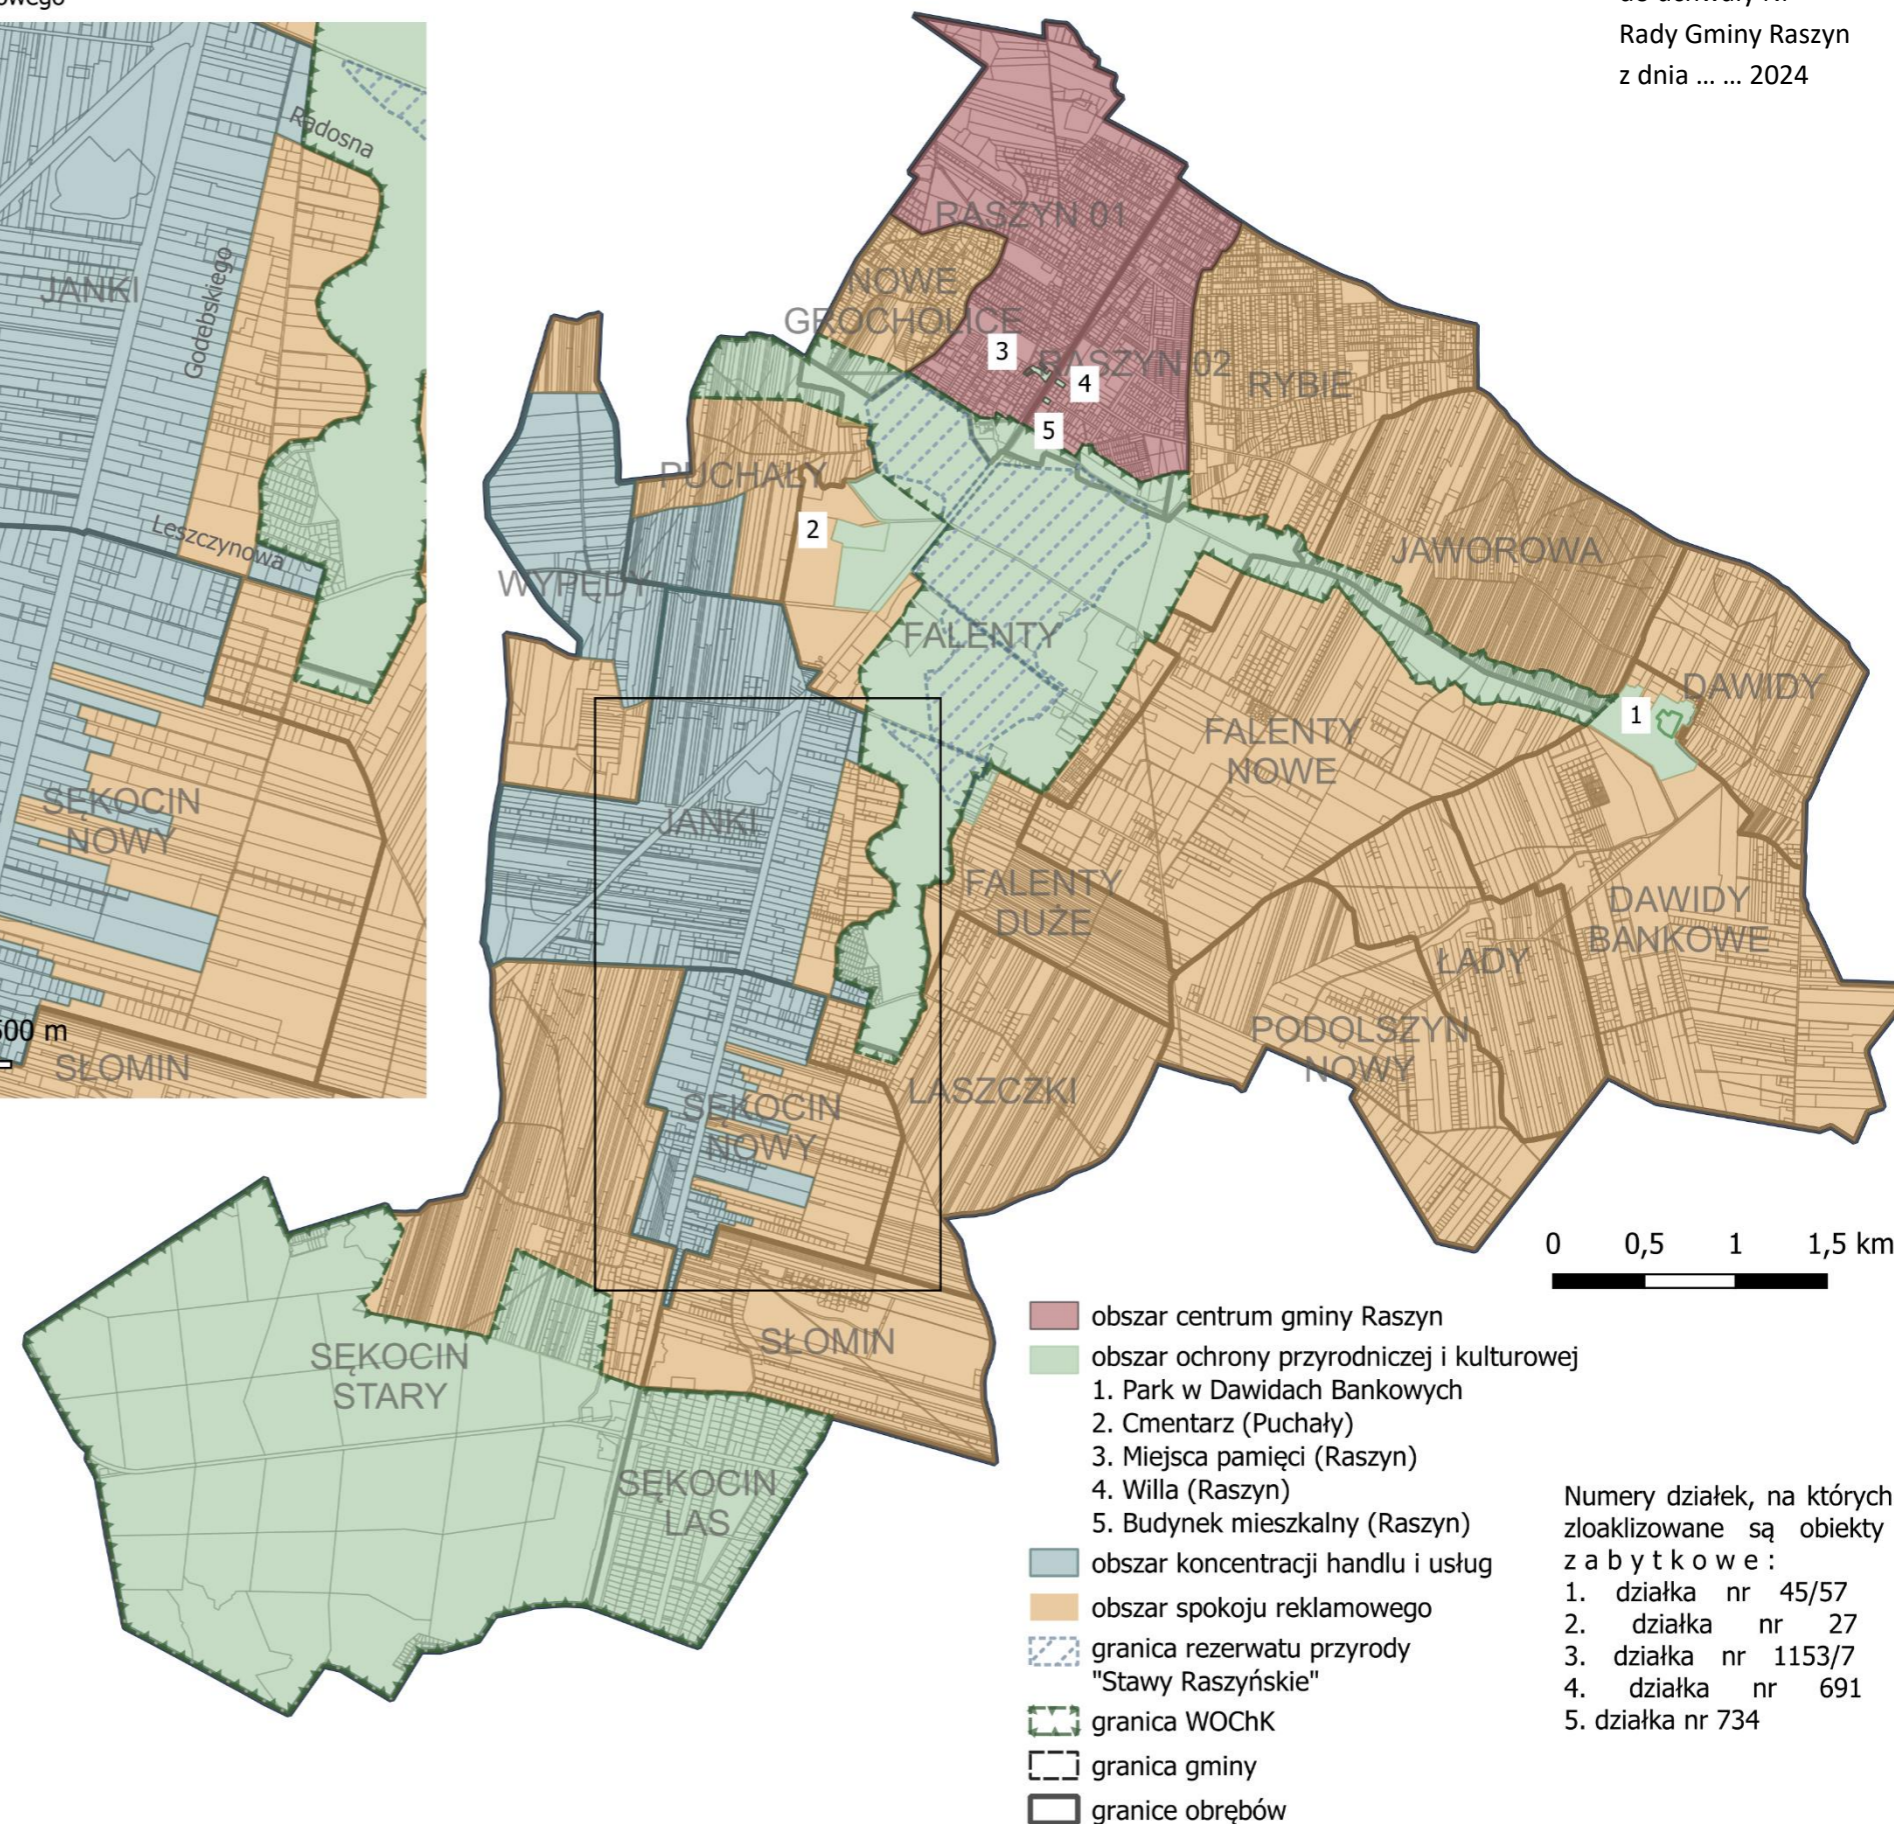 Rady Gminy Raszyn
z dnia ... ... 2024
Radosna
JANKI
Godebskiego
Leszczynowa
SĘKOCIN
NOWY
SŁOMIN
RASZYN 01
NOWE
GROCHOLICE
3
RASZYN 02
4
RYBIE
5
PUCHAŁY
2
JAWOROWA
WYPĘDY
FALENTY
DAWIDY
1
FALENTY
NOWE
JANKI
FALENTY
DUŻE
DAWIDY
BANKOWE
ŁADY
PODOLSZYN
NOWY
LASZCZKI
SĘKOCIN
NOWY
SŁOMIN
SĘKOCIN
STARY
SĘKOCIN
LAS
0 0,5 1 1,5 km
obszar centrum gminy Raszyn
obszar ochrony przyrodniczej i kulturowej
1. Park w Dawidach Bankowych
2. Cmentarz (Puchały)
3. Miejsca pamięci (Raszyn)
4. Willa (Raszyn)
5. Budynek mieszkalny (Raszyn)
obszar koncentracji handlu i usług
obszar spokoju reklamowego
granica rezerwatu przyrody
"Stawy Raszyńskie"
granica WOChK
granica gminy
granice obrębów
Numery działek, na których
zloaklizowane są obiekty
zabytkowe:
1. działka nr 45/57
2. działka nr 27
3. działka nr 1153/7
4. działka nr 691
5. działka nr 734